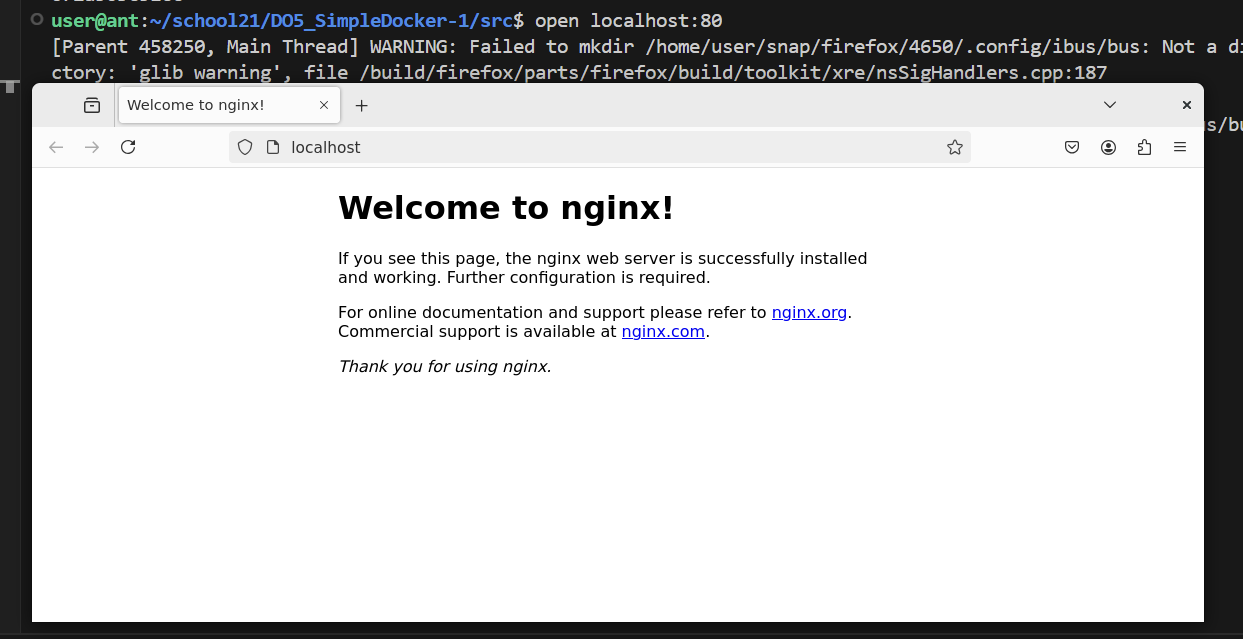 user@ant:~/school21/DO5_SimpleDocker-1/src$ open localhost:80
[Parent 458250, Main Thread] WARNING: Failed to mkdir /home/user/snap/firefox/4650/.config/ibus/bus: Not a
ctory: 'glib warning', file /build/firefox/parts/firefox/build/toolkit/xre/nsSigHandlers.cpp:187
Welcome to nginx!
localhost
Welcome to nginx!
If you see this page, the nginx web server is successfully installed
and working. Further configuration is required.
For online documentation and support please refer to nginx.org.
Commercial support is available at nginx.com.
Thank you for using nginx.